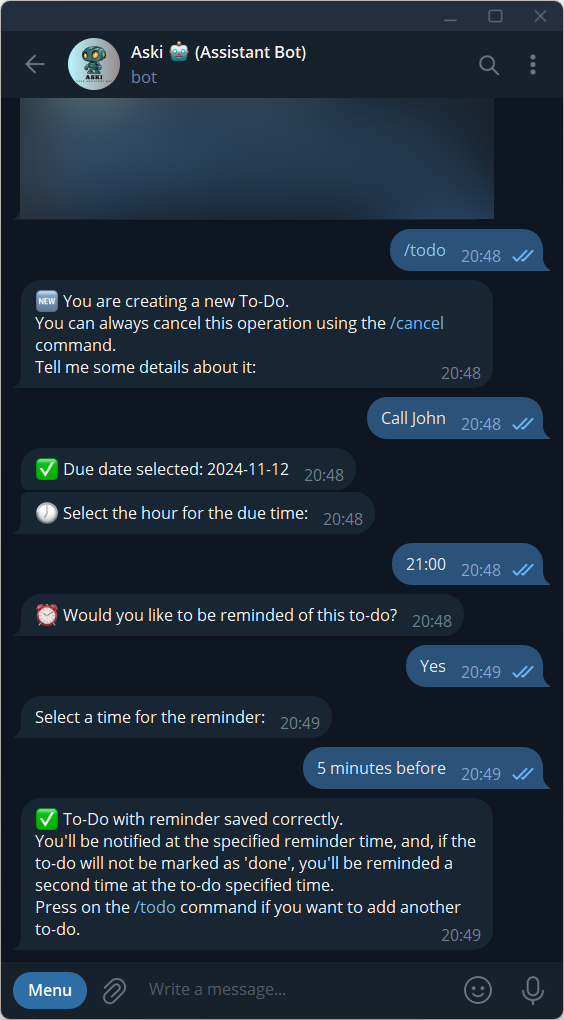 Aski 🤖 (Assistant Bot)
bot
ASKI
/todo 20:48
🆕 You are creating a new To-Do.
You can always cancel this operation using the /cancel
command.
Tell me some details about it:
20:48
Call John 20:48
✅ Due date selected: 2024-11-12 20:48
🕖 Select the hour for the due time: 20:48
21:00 20:48
⏰ Would you like to be reminded of this to-do? 20:48
Yes 20:49
Select a time for the reminder: 20:49
5 minutes before 20:49
✅ To-Do with reminder saved correctly.
You'll be notified at the specified reminder time, and, if the
to-do will not be marked as 'done', you'll be reminded a
second time at the to-do specified time.
Press on the /todo command if you want to add another
to-do.
20:49
Menu
Write a message...